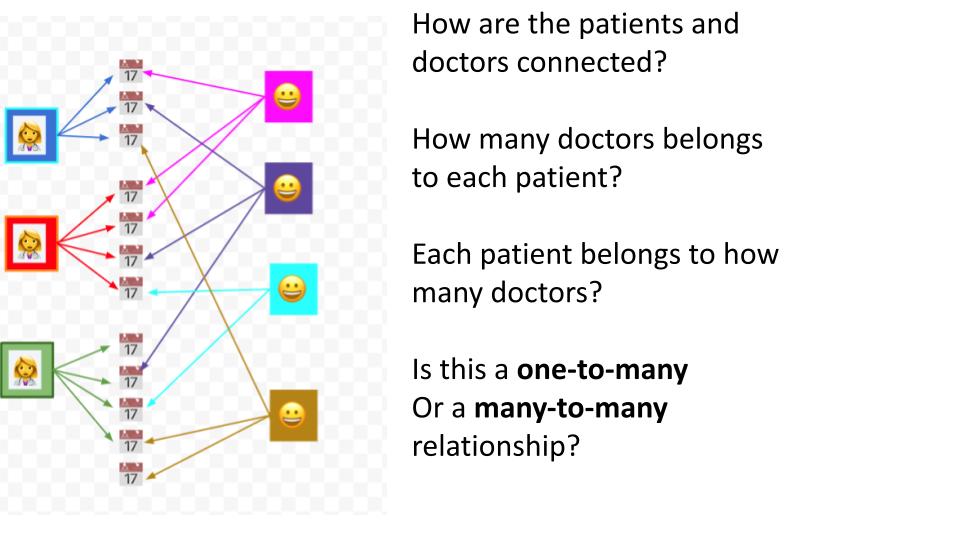 How are the patients and
doctors connected?
How many doctors belongs
to each patient?
Each patient belongs to how
many doctors?
Is this a one-to-many
Or a many-to-many
relationship?
17
17
17
17
17
17
17
17
17
17
17
17